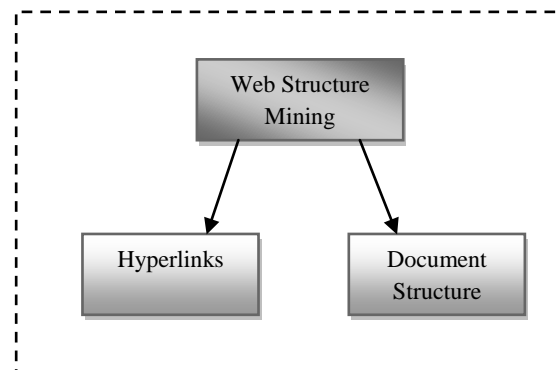 Web Structure
Mining
Hyperlinks
Document
Structure